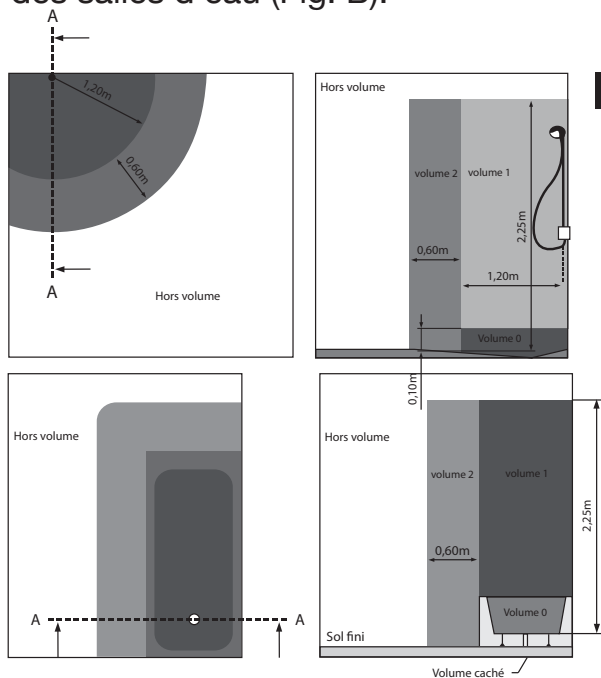 des salles d'eau (Fig. B).
A
1,20m
0,60m
A
Hors volume
Hors volume
volume 2
volume 1
2,25m
0,60m
1,20m
Volume 0
0,10m
Hors volume
A
A
Hors volume
volume 2
volume 1
2,25m
0,60m
Volume 0
Sol fini
Volume caché